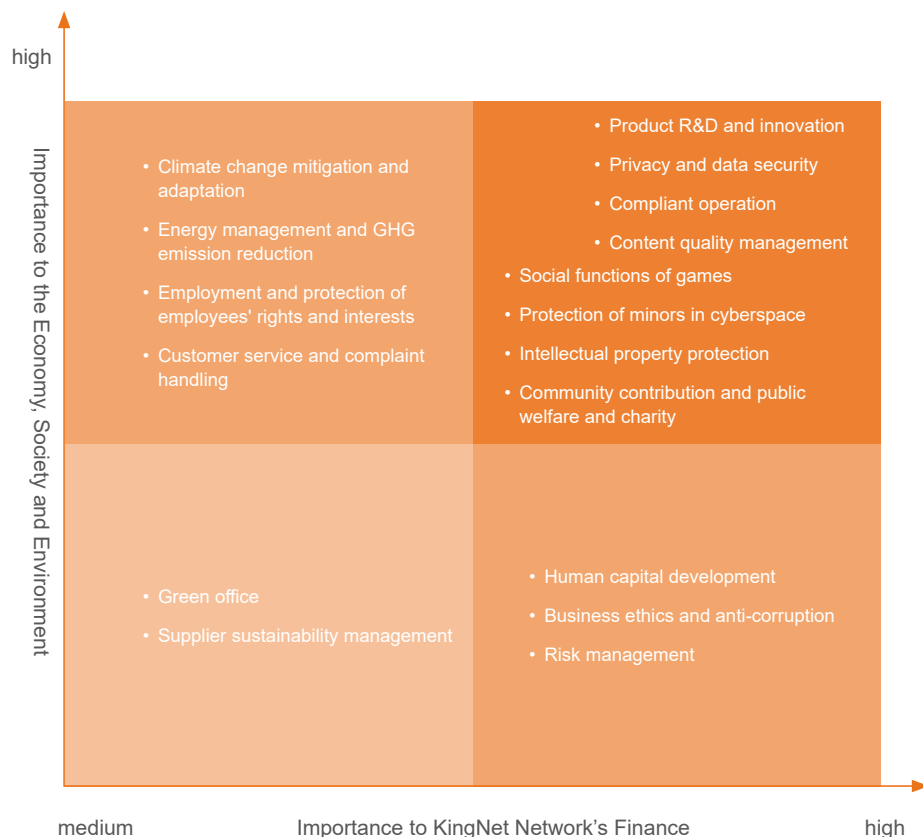 high
Importance to the Economy, Society and Environment
• Climate change mitigation and
adaptation
• Energy management and GHG
emission reduction
• Employment and protection of
employees' rights and interests
• Customer service and complaint
handling
• Product R&D and innovation
• Privacy and data security
• Compliant operation
• Content quality management
• Social functions of games
• Protection of minors in cyberspace
• Intellectual property protection
• Community contribution and public
welfare and charity
• Green office
• Supplier sustainability management
• Human capital development
• Business ethics and anti-corruption
• Risk management
medium
Importance to KingNet Network’s Finance
high